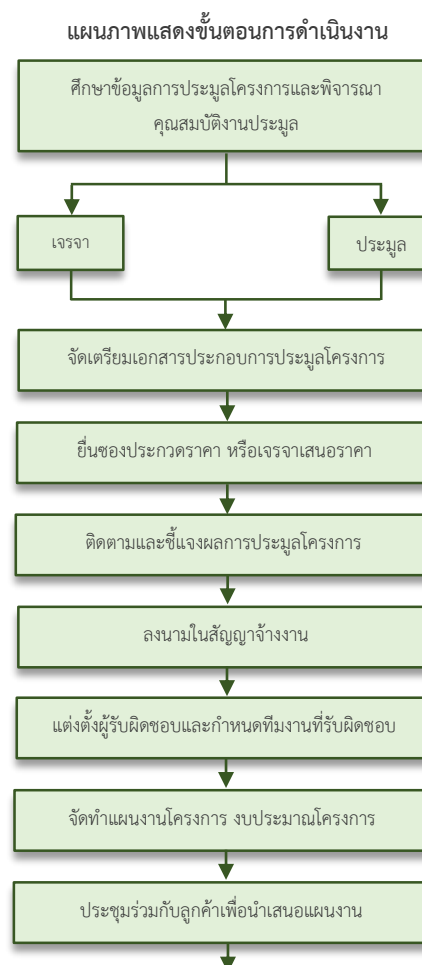 แผนภาพแสดงขั้นตอนการดำเนินงาน
ศึกษาข้อมูลการประมูลโครงการและพิจารณา
คุณสมบัติงานประมูล
เจรจา
ประมูล
จัดเตรียมเอกสารประกอบการประมูลโครงการ
ยื่นซองประกวดราคา หรือเจรจาเสนอราคา
ติดตามและชี้แจงผลการประมูลโครงการ
ลงนามในสัญญาจ้างงาน
แต่งตั้งผู้รับผิดชอบและกำหนดทีมงานที่รับผิดชอบ
จัดทำแผนงานโครงการ งบประมาณโครงการ
ประชุมร่วมกับลูกค้าเพื่อนำเสนอแผนงาน